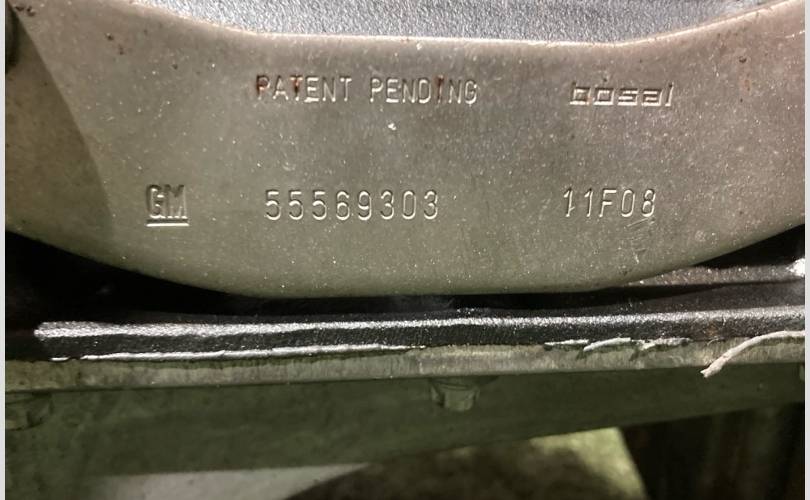 PATENT PENDING bosal
GM 55569303 11F08